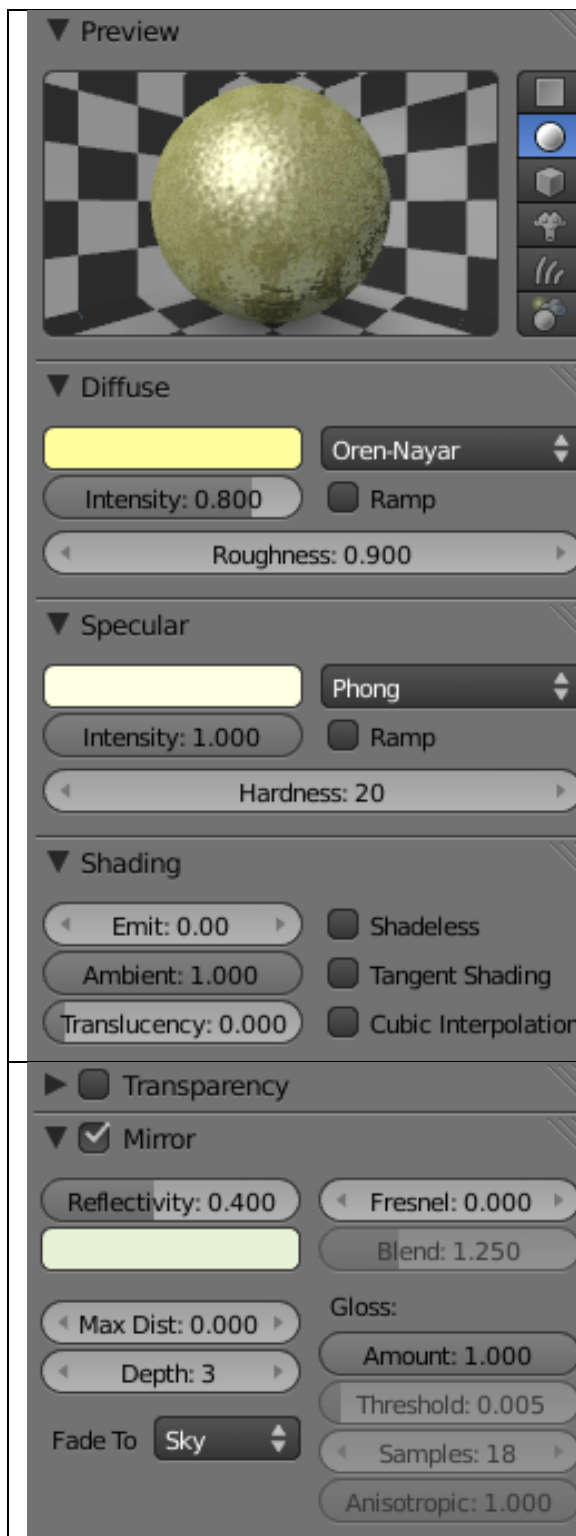 Preview
Diffuse
Oren-Nayar
Intensity: 0.800
Ramp
Roughness: 0.900
Specular
Phong
Intensity: 1.000
Ramp
Hardness: 20
Shading
Emit: 0.00
Shadeless
Ambient: 1.000
Tangent Shading
Translucency: 0.000
Cubic Interpolation
Transparency
Mirror
Reflectivity: 0.400
Fresnel: 0.000
Blend: 1.250
Max Dist: 0.000
Gloss:
Depth: 3
Amount: 1.000
Threshold: 0.005
Fade To
Sky
Samples: 18
Anisotropic: 1.000